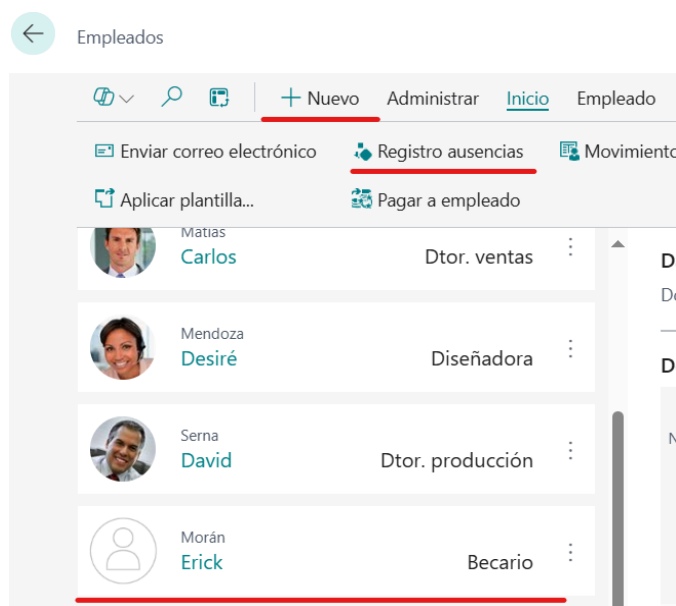 Empleados
Nuevo Administrar Inicio Empleado
Enviar correo electrónico Registro ausencias Movimiento
Aplicar plantilla... Pagar a empleado
Matías
Carlos Dtor. ventas
Mendoza
Desiré Diseñadora
Serna
David Dtor. producción
Morán
Erick Becario